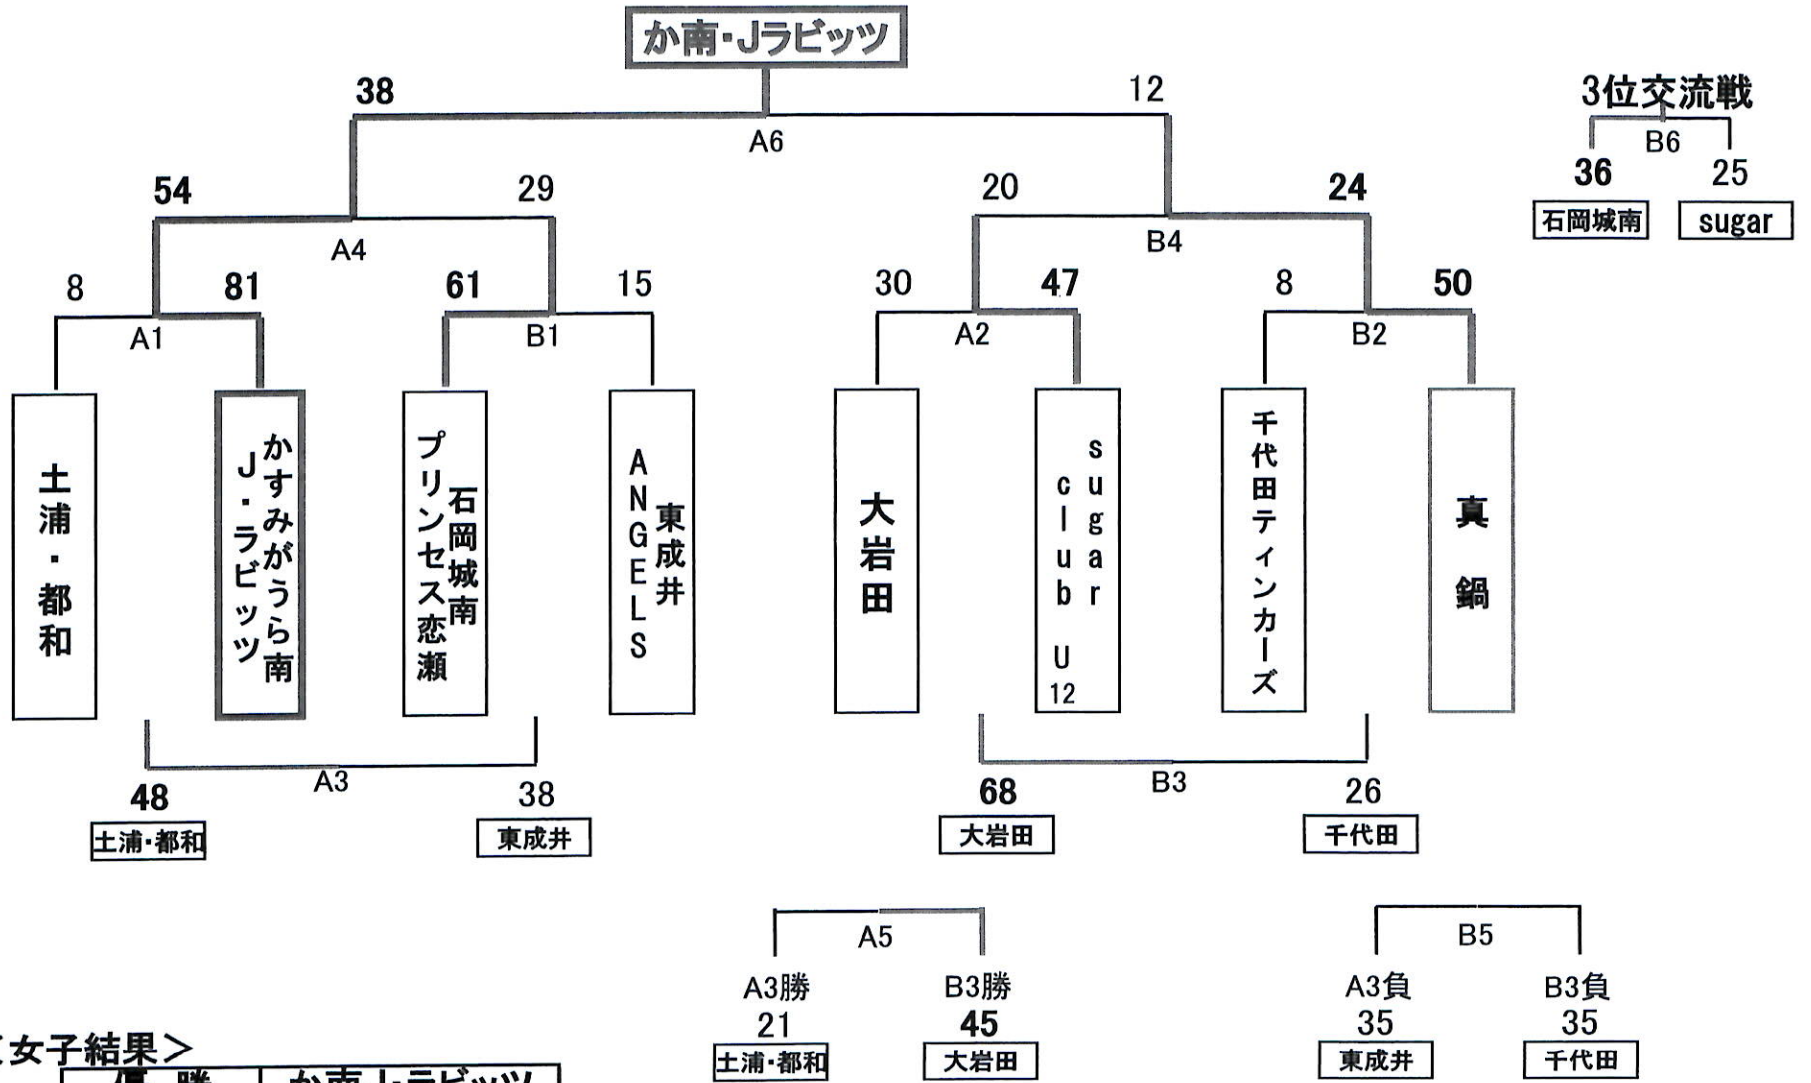 か南・Jラビッツ
38
12
A6
3位交流戦
B6
36
25
石岡城南
sugar
54
29
A4
20
24
B4
8
81
A1
61
15
B1
30
47
A2
8
50
B2
土浦・都和
かすみがうら南
J・ラビッツ
石岡城南
プリンセス恋瀬
東成井
ANGELS
大岩田
sugar
club U12
千代田ティンカーズ
真鍋
A3
48
38
土浦・都和
東成井
B3
68
26
大岩田
千代田
A5
A3勝
B3勝
21
45
土浦・都和
大岩田
B5
A3負
B3負
35
35
東成井
千代田
女子結果＞
優勝